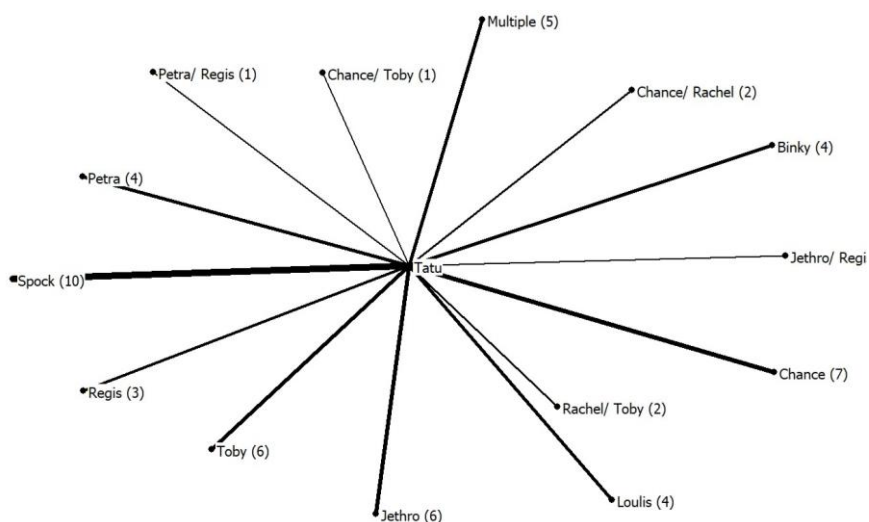 Multiple (5)
Petra/ Regis (1)
Chance/ Toby (1)
Chance/ Rachel (2)
Binky (4)
Petra (4)
Jethro/ Regi
Tatu
Spock (10)
Chance (7)
Regis (3)
Rachel/ Toby (2)
Toby (6)
Loulis (4)
Jethro (6)